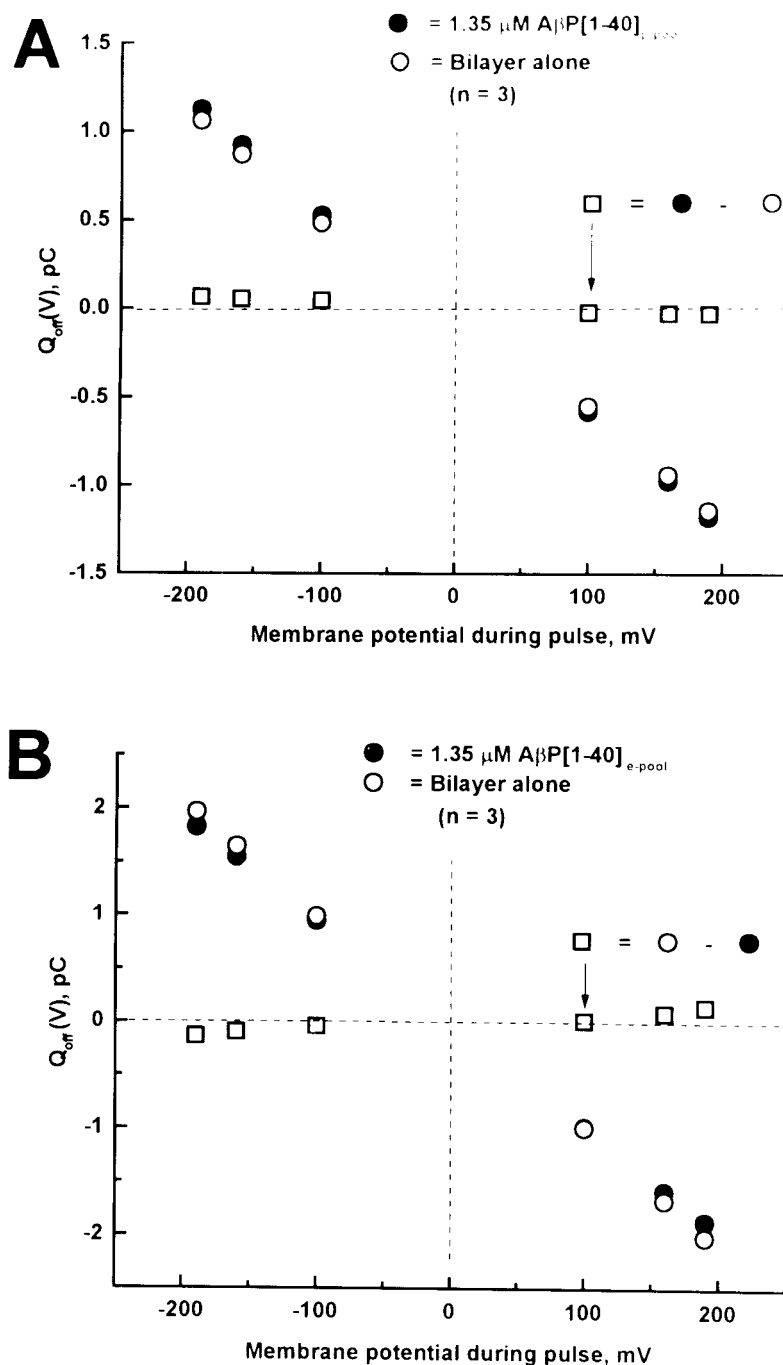 A
● = 1.35 μM AβP[1-40]
○ = Bilayer alone
(n = 3)
□ = ● - ○
1.5
1.0
0.5
0.0
-0.5
-1.0
-1.5
Q_off(V), pC
-200 -100 0 100 200
Membrane potential during pulse, mV
B
● = 1.35 μM AβP[1-40]e-pool
○ = Bilayer alone
(n = 3)
□ = ○ - ●
2
1
0
-1
-2
Q_off(V), pC
-200 -100 0 100 200
Membrane potential during pulse, mV